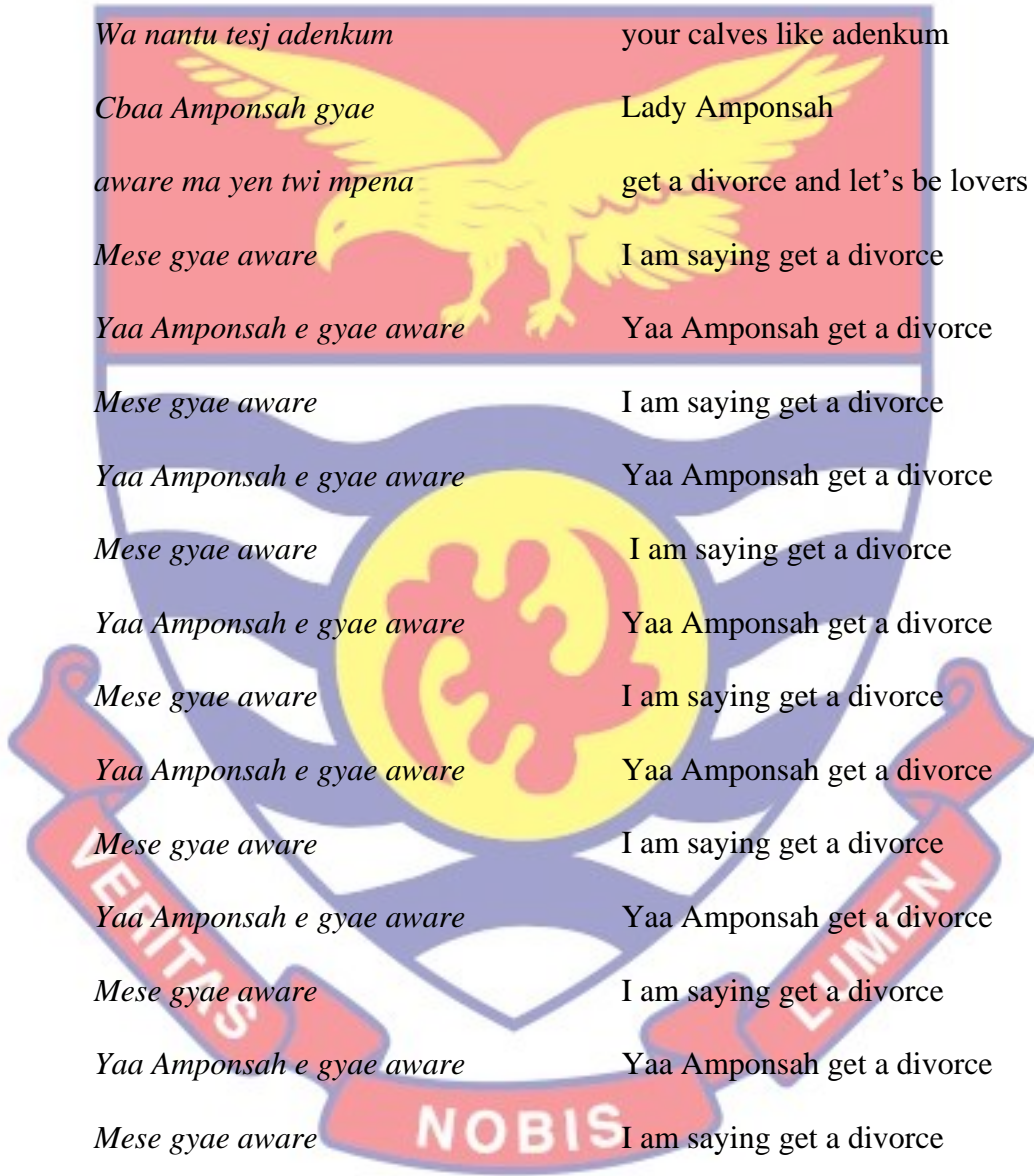 Wa nantu tesj adenkum your calves like adenkum
Cbaa Amponsah gyae Lady Amponsah
aware ma yen twi mpena get a divorce and let’s be lovers
Mese gyae aware I am saying get a divorce
Yaa Amponsah e gyae aware Yaa Amponsah get a divorce
Mese gyae aware I am saying get a divorce
Yaa Amponsah e gyae aware Yaa Amponsah get a divorce
Mese gyae aware I am saying get a divorce
Yaa Amponsah e gyae aware Yaa Amponsah get a divorce
Mese gyae aware I am saying get a divorce
Yaa Amponsah e gyae aware Yaa Amponsah get a divorce
Mese gyae aware I am saying get a divorce
Yaa Amponsah e gyae aware Yaa Amponsah get a divorce
Mese gyae aware I am saying get a divorce
Yaa Amponsah e gyae aware Yaa Amponsah get a divorce
Mese gyae aware I am saying get a divorce
VERITAS NOBIS LUMEN